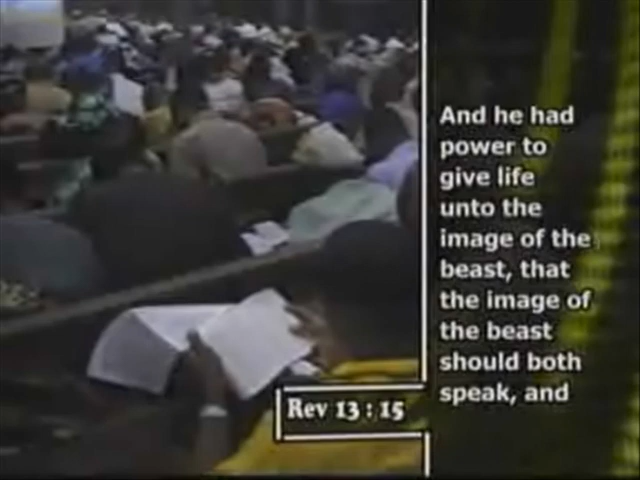 And he had
power to
give life
unto the
image of the
beast, that
the image of
the beast
should both
speak, and
Rev 13 : 15